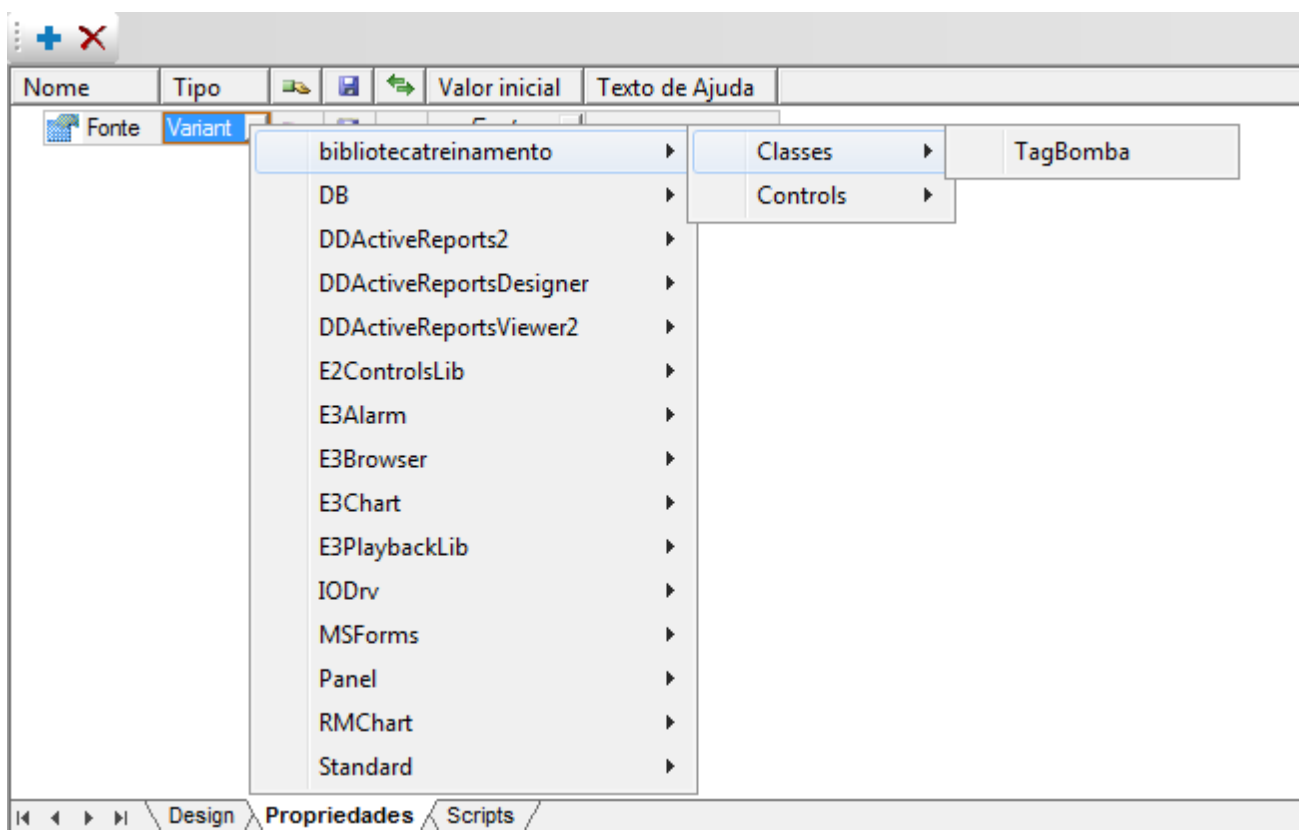 Nome Tipo Valor inicial Texto de Ajuda
Fonte Variant
bibliotecatreinamento Classes TagBomba
DB Controls
DDActiveReports2
DDActiveReportsDesigner
DDActiveReportsViewer2
E2ControlsLib
E3Alarm
E3Browser
E3Chart
E3PlaybackLib
IODrv
MSForms
Panel
RMChart
Standard
Design Propriedades Scripts